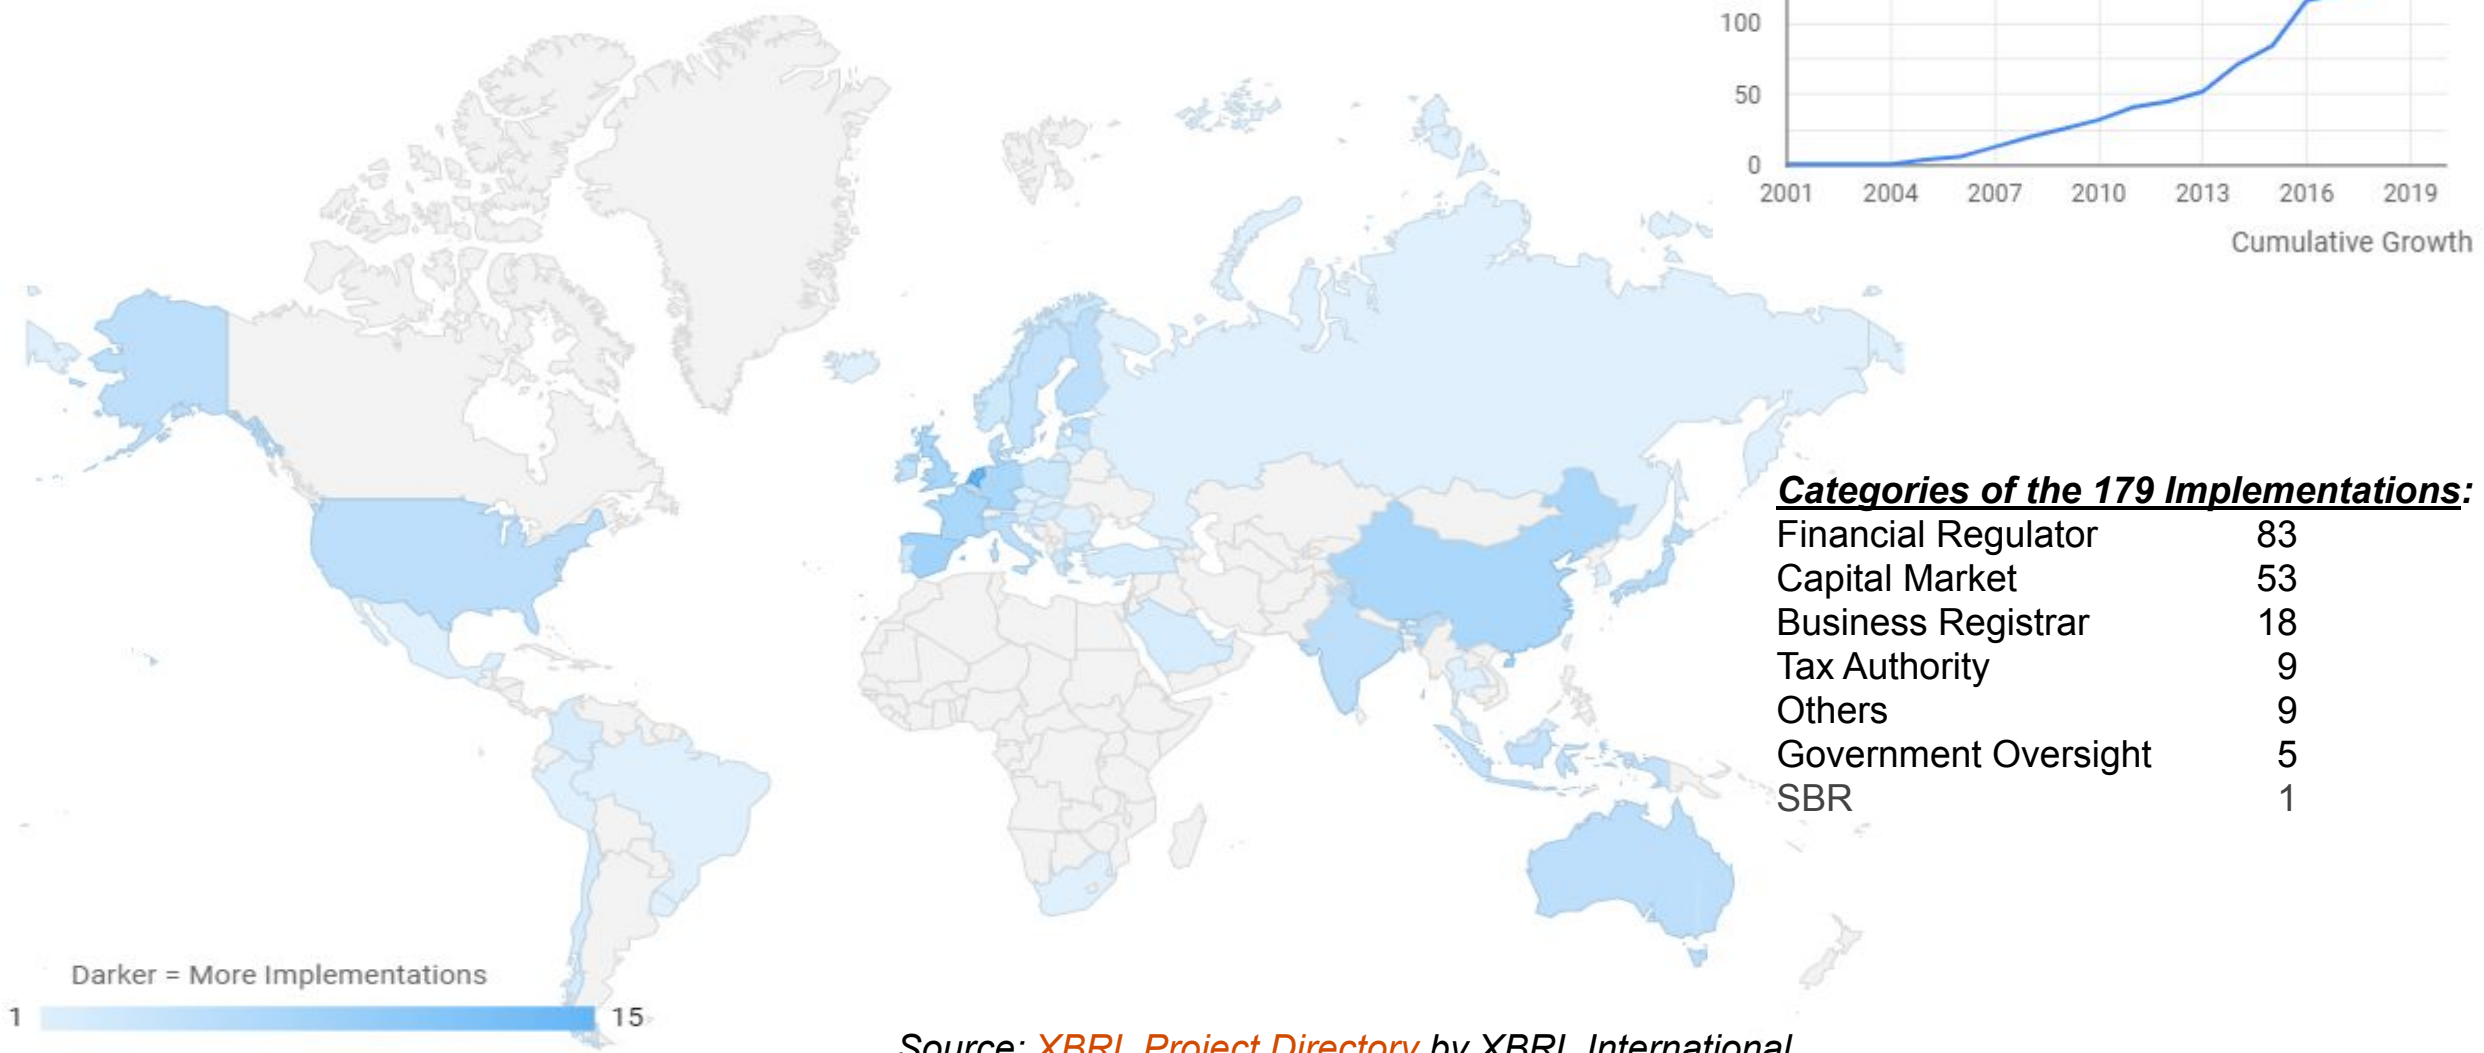 100
50
0
2001 2004 2007 2010 2013 2016 2019
Cumulative Growth
Categories of the 179 Implementations:
Financial Regulator 83
Capital Market 53
Business Registrar 18
Tax Authority 9
Others 9
Government Oversight 5
SBR 1
Darker = More Implementations
1 15
Source: XBRL Project Directory by XBRL International